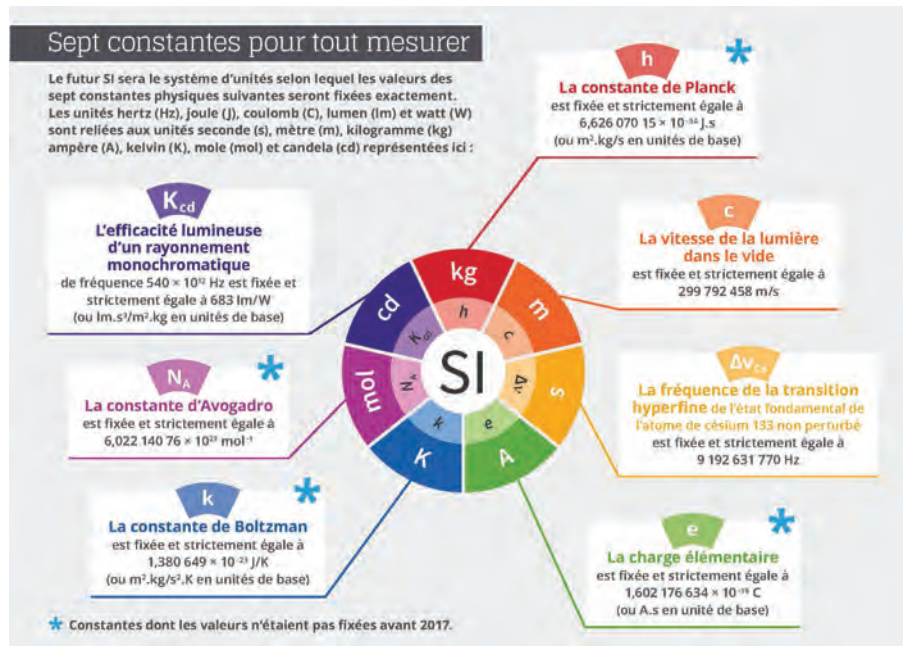 Sept constantes pour tout mesurer
Le futur SI sera le système d'unités selon lequel les valeurs des
sept constantes physiques suivantes seront fixées exactement.
Les unités hertz (Hz), joule (J), coulomb (C), lumen (lm) et watt (W)
sont reliées aux unités seconde (s), mètre (m), kilogramme (kg)
ampère (A), kelvin (K), mole (mol) et candela (cd) représentées ici :
h
La constante de Planck
est fixée et strictement égale à
6,626 070 15 × 10⁻³⁴ J.s
(ou m².kg/s en unités de base)
K_cd
L'efficacité lumineuse
d'un rayonnement
monochromatique
de fréquence 540 × 10¹² Hz est fixée et
strictement égale à 683 lm/W
(ou lm.s³/m².kg en unités de base)
c
La vitesse de la lumière
dans le vide
est fixée et strictement égale à
299 792 458 m/s
N_A
La constante d'Avogadro
est fixée et strictement égale à
6,022 140 76 × 10²³ mol⁻¹
Δν_Cs
La fréquence de la transition
hyperfine de l'état fondamental de
l'atome de césium 133 non perturbé
est fixée et strictement égale à
9 192 631 770 Hz
k
La constante de Boltzman
est fixée et strictement égale à
1,380 649 × 10⁻²³ J/K
(ou m².kg/s².K en unités de base)
e
La charge élémentaire
est fixée et strictement égale à
1,602 176 634 × 10⁻¹⁹ C
(ou A.s en unité de base)
kg
m
s
A
K
mol
cd
h
c
Δν
e
k
N_A
K_cd
SI
* Constantes dont les valeurs n'étaient pas fixées avant 2017.